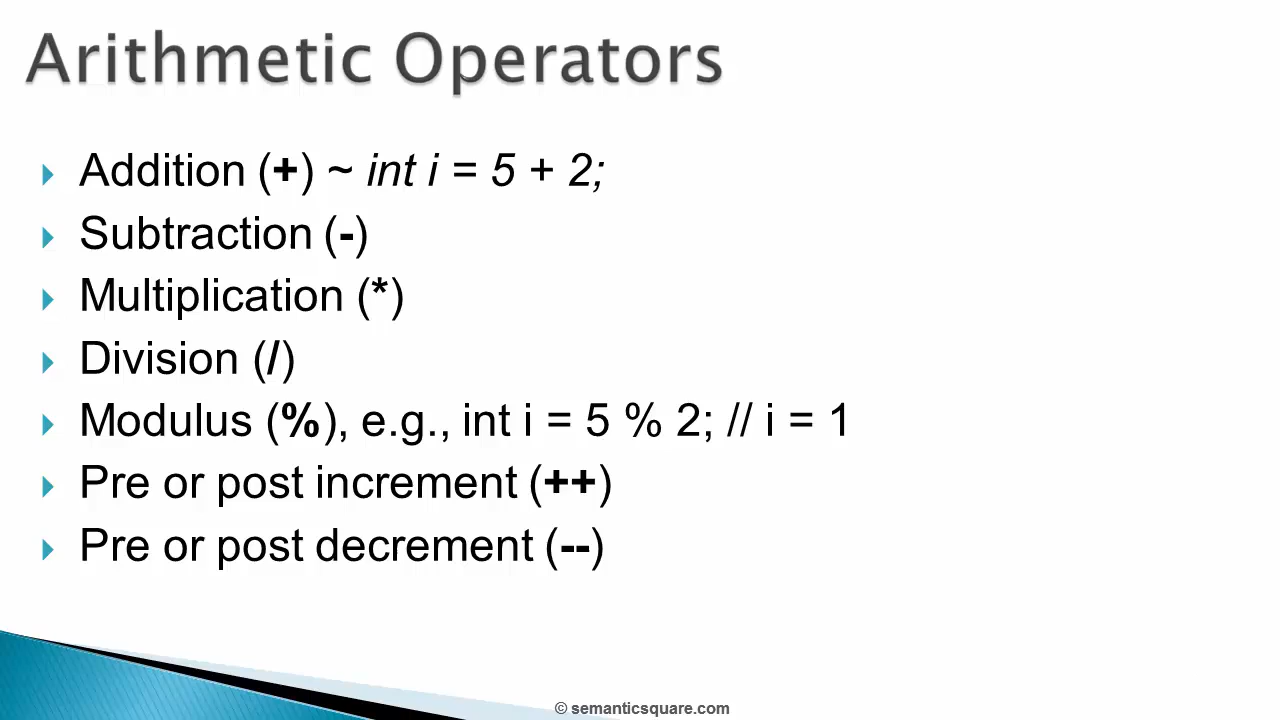 Arithmetic Operators
Addition (+) ~ int i = 5 + 2;
Subtraction (-)
Multiplication (*)
Division (/)
Modulus (%), e.g., int i = 5 % 2; // i = 1
Pre or post increment (++)
Pre or post decrement (--)
© semanticsquare.com